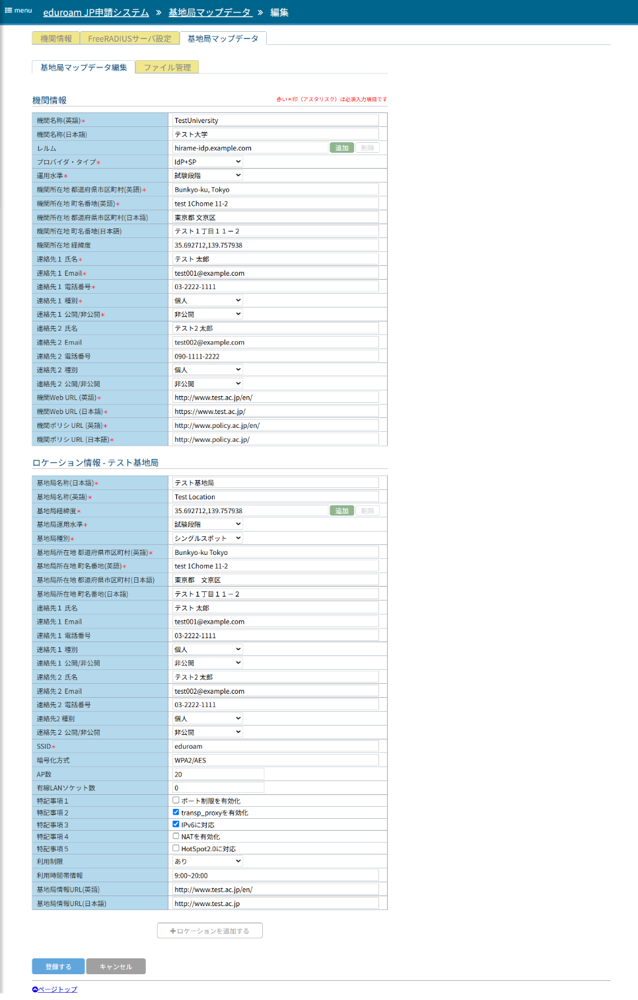 menu eduroam JP申請システム » 基地局マップデータ » 編集
機関情報 FreeRADIUSサーバ設定 基地局マップデータ
基地局マップデータ編集 ファイル管理
機関情報 赤い＊印（アスタリスク）は必須入力項目です
機関名称(英語)＊ TestUniversity
機関名称(日本語) テスト大学
レルム hirame-idp.example.com 追加 削除
プロバイダ・タイプ＊ IdP+SP
運用水準＊ 試験段階
機関所在地 都道府県市区町村(英語)＊ Bunkyo-ku, Tokyo
機関所在地 町名番地(英語)＊ test 1Chome 11-2
機関所在地 都道府県市区町村(日本語) 東京都 文京区
機関所在地 町名番地(日本語) テスト１丁目１１－２
機関所在地 経緯度 35.692712,139.757938
連絡先１ 氏名＊ テスト 太郎
連絡先１ Email＊ test001@example.com
連絡先１ 電話番号＊ 03-2222-1111
連絡先１ 種別＊ 個人
連絡先１ 公開/非公開＊ 非公開
連絡先２ 氏名 テスト2 太郎
連絡先２ Email test002@example.com
連絡先２ 電話番号 090-1111-2222
連絡先２ 種別 個人
連絡先２ 公開/非公開 非公開
機関Web URL (英語)＊ http://www.test.ac.jp/en/
機関Web URL (日本語)＊ https://www.test.ac.jp/
機関ポリシ URL (英語)＊ http://www.policy.ac.jp/en/
機関ポリシ URL (日本語)＊ http://www.policy.ac.jp/
ロケーション情報 - テスト基地局
基地局名称(日本語)＊ テスト基地局
基地局名称(英語)＊ Test Location
基地局経緯度＊ 35.692712,139.757938 追加 削除
基地局運用水準＊ 試験段階
基地局種別＊ シングルスポット
基地局所在地 都道府県市区町村(英語)＊ Bunkyo-ku Tokyo
基地局所在地 町名番地(英語)＊ test 1Chome 11-2
基地局所在地 都道府県市区町村(日本語) 東京都　文京区
基地局所在地 町名番地(日本語) テスト１丁目１１－２
連絡先１ 氏名 テスト 太郎
連絡先１ Email test001@example.com
連絡先１ 電話番号 03-2222-1111
連絡先１ 種別 個人
連絡先１ 公開/非公開 非公開
連絡先２ 氏名 テスト2 太郎
連絡先２ Email test002@example.com
連絡先２ 電話番号 03-2222-1111
連絡先2 種別 個人
連絡先２ 公開/非公開 非公開
SSID＊ eduroam
暗号化方式 WPA2/AES
AP数 20
有線LANソケット数 0
特記事項１ ポート制限を有効化
特記事項２ transp_proxyを有効化
特記事項３ IPv6に対応
特記事項４ NATを有効化
特記事項５ HotSpot2.0に対応
利用制限 あり
利用時間帯情報 9:00~20:00
基地局情報URL(英語) http://www.test.ac.jp/en/
基地局情報URL(日本語) http://www.test.ac.jp
ロケーションを追加する
登録する キャンセル
ページトップ